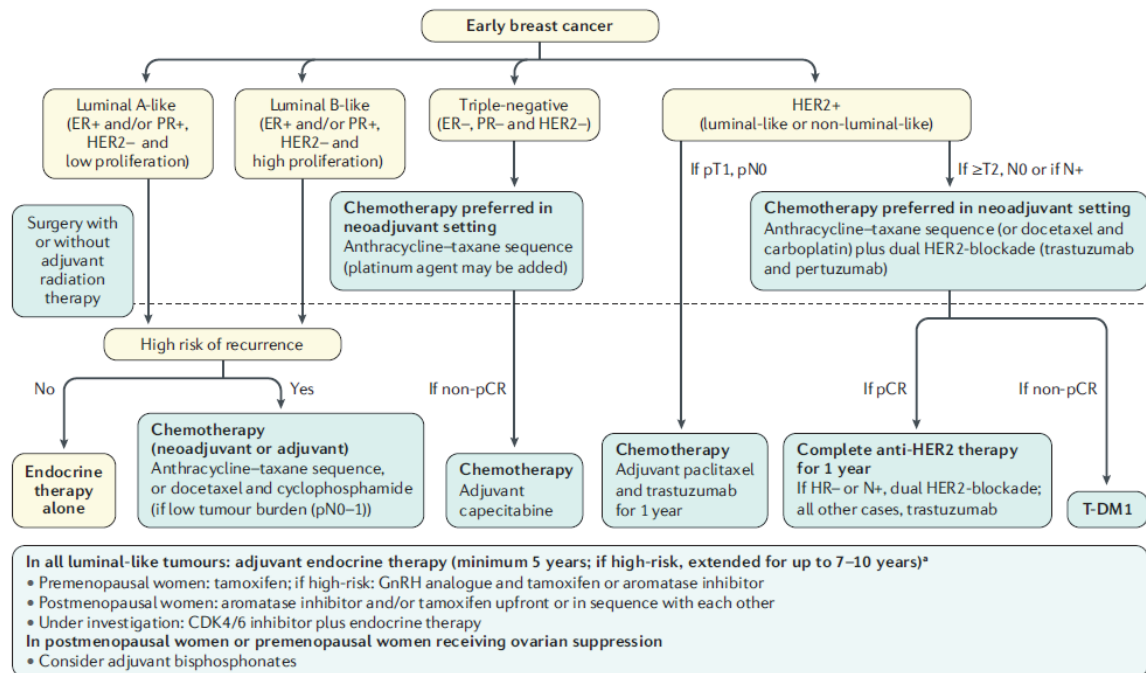 Early breast cancer
Luminal A-like
(ER+ and/or PR+,
HER2− and
low proliferation)
Luminal B-like
(ER+ and/or PR+,
HER2− and
high proliferation)
Triple-negative
(ER−, PR− and HER2−)
HER2+
(luminal-like or non-luminal-like)
If pT1, pN0
If ≥T2, N0 or if N+
Surgery with
or without
adjuvant
radiation
therapy
Chemotherapy preferred in
neoadjuvant setting
Anthracycline–taxane sequence
(platinum agent may be added)
Chemotherapy preferred in neoadjuvant setting
Anthracycline–taxane sequence (or docetaxel and
carboplatin) plus dual HER2-blockade (trastuzumab
and pertuzumab)
High risk of recurrence
No
Yes
If non-pCR
If pCR
If non-pCR
Endocrine
therapy
alone
Chemotherapy
(neoadjuvant or adjuvant)
Anthracycline–taxane sequence,
or docetaxel and cyclophosphamide
(if low tumour burden (pN0–1))
Chemotherapy
Adjuvant
capecitabine
Chemotherapy
Adjuvant paclitaxel
and trastuzumab
for 1 year
Complete anti-HER2 therapy
for 1 year
If HR− or N+, dual HER2-blockade;
all other cases, trastuzumab
T-DM1
In all luminal-like tumours: adjuvant endocrine therapy (minimum 5 years; if high-risk, extended for up to 7–10 years)ᵃ
• Premenopausal women: tamoxifen; if high-risk: GnRH analogue and tamoxifen or aromatase inhibitor
• Postmenopausal women: aromatase inhibitor and/or tamoxifen upfront or in sequence with each other
• Under investigation: CDK4/6 inhibitor plus endocrine therapy
In postmenopausal women or premenopausal women receiving ovarian suppression
• Consider adjuvant bisphosphonates